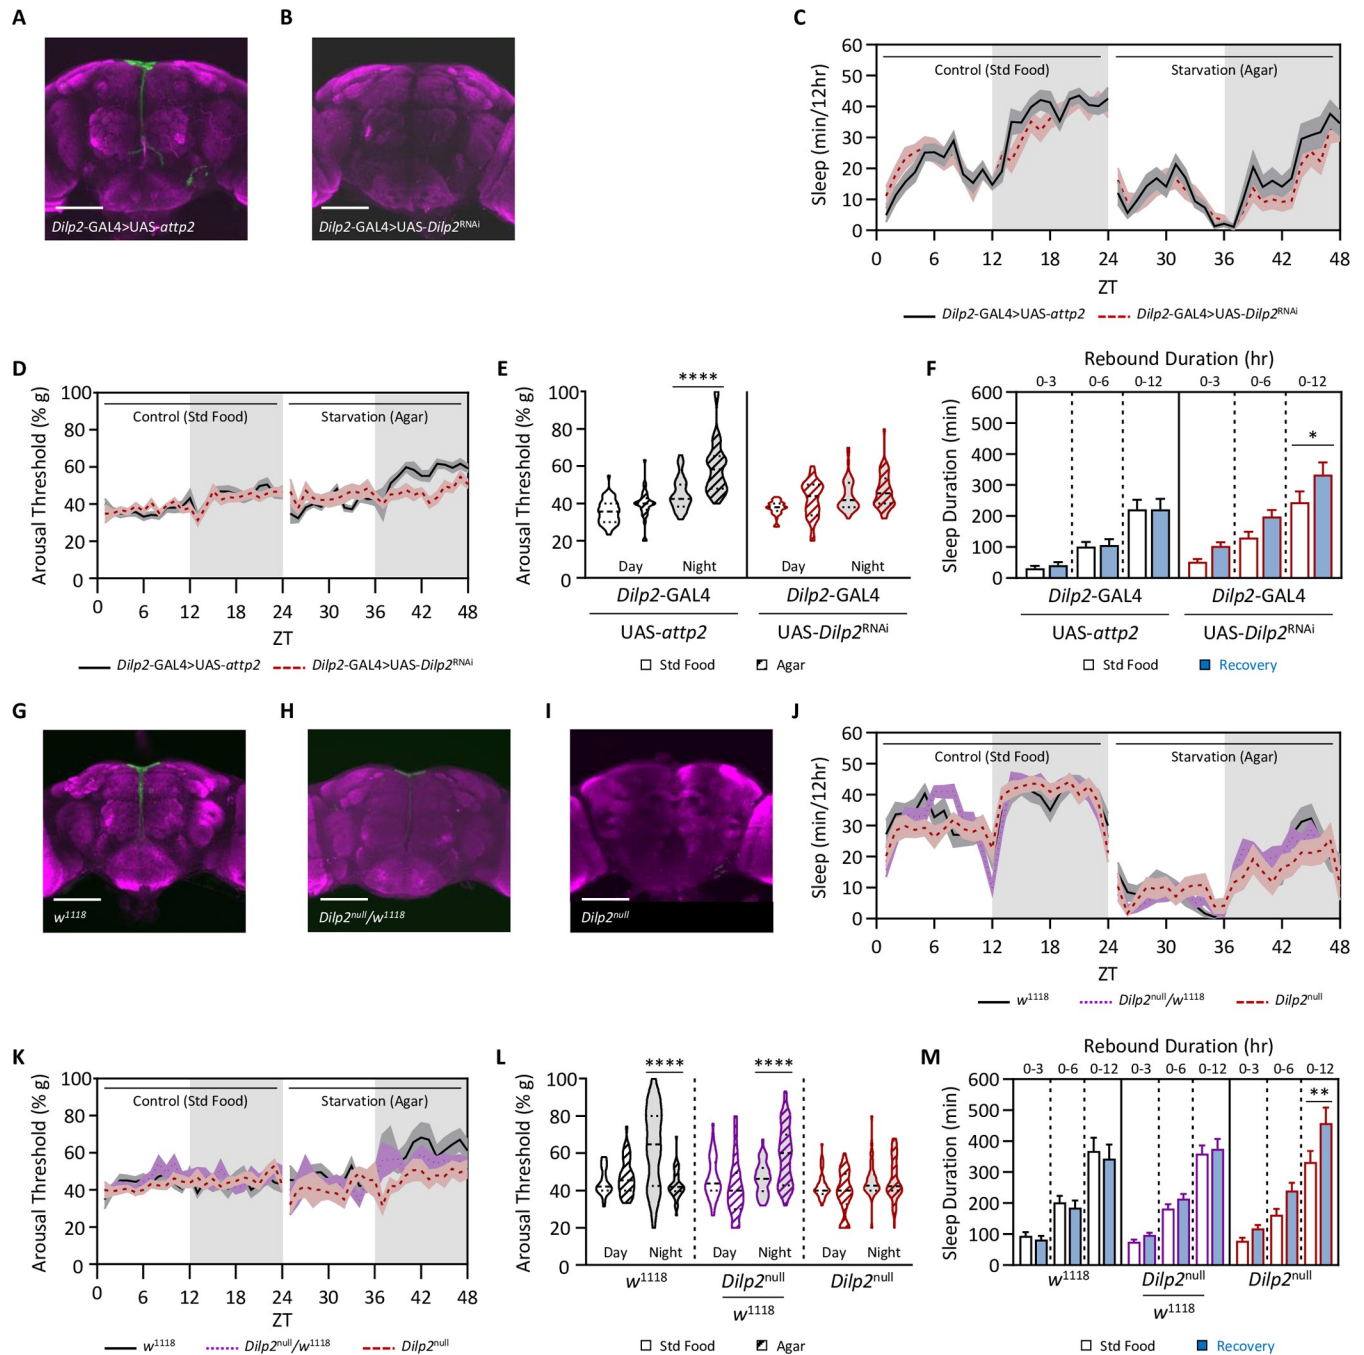 A
B
C
Dilp2-GAL4>UAS-attp2
Dilp2-GAL4>UAS-Dilp2RNAi
Sleep (min/12hr)
60
50
40
30
20
10
0
Control (Std Food)
Starvation (Agar)
0 6 12 18 24 30 36 42 48
ZT
Dilp2-GAL4>UAS-attp2 Dilp2-GAL4>UAS-Dilp2RNAi
D
Arousal Threshold (% g)
100
80
60
40
20
0
Control (Std Food)
Starvation (Agar)
0 6 12 18 24 30 36 42 48
ZT
Dilp2-GAL4>UAS-attp2 Dilp2-GAL4>UAS-Dilp2RNAi
E
Arousal Threshold (% g)
100
80
60
40
20
0
****
Day Night Day Night
Dilp2-GAL4 Dilp2-GAL4
UAS-attp2 UAS-Dilp2RNAi
Std Food Agar
F
Rebound Duration (hr)
0-3 0-6 0-12 0-3 0-6 0-12
Sleep Duration (min)
600
500
400
300
200
100
0
*
Dilp2-GAL4 Dilp2-GAL4
UAS-attp2 UAS-Dilp2RNAi
Std Food Recovery
G
H
I
w1118
Dilp2null/w1118
Dilp2null
J
Sleep (min/12hr)
60
50
40
30
20
10
0
Control (Std Food)
Starvation (Agar)
0 6 12 18 24 30 36 42 48
ZT
w1118 Dilp2null/w1118 Dilp2null
K
Arousal Threshold (% g)
100
80
60
40
20
0
Control (Std Food)
Starvation (Agar)
0 6 12 18 24 30 36 42 48
ZT
w1118 Dilp2null/w1118 Dilp2null
L
Arousal Threshold (% g)
100
80
60
40
20
0
**** ****
Day Night Day Night Day Night
w1118 Dilp2null Dilp2null
w1118
Std Food Agar
M
Rebound Duration (hr)
0-3 0-6 0-12 0-3 0-6 0-12 0-3 0-6 0-12
Sleep Duration (min)
600
500
400
300
200
100
0
**
w1118 Dilp2null Dilp2null
w1118
Std Food Recovery